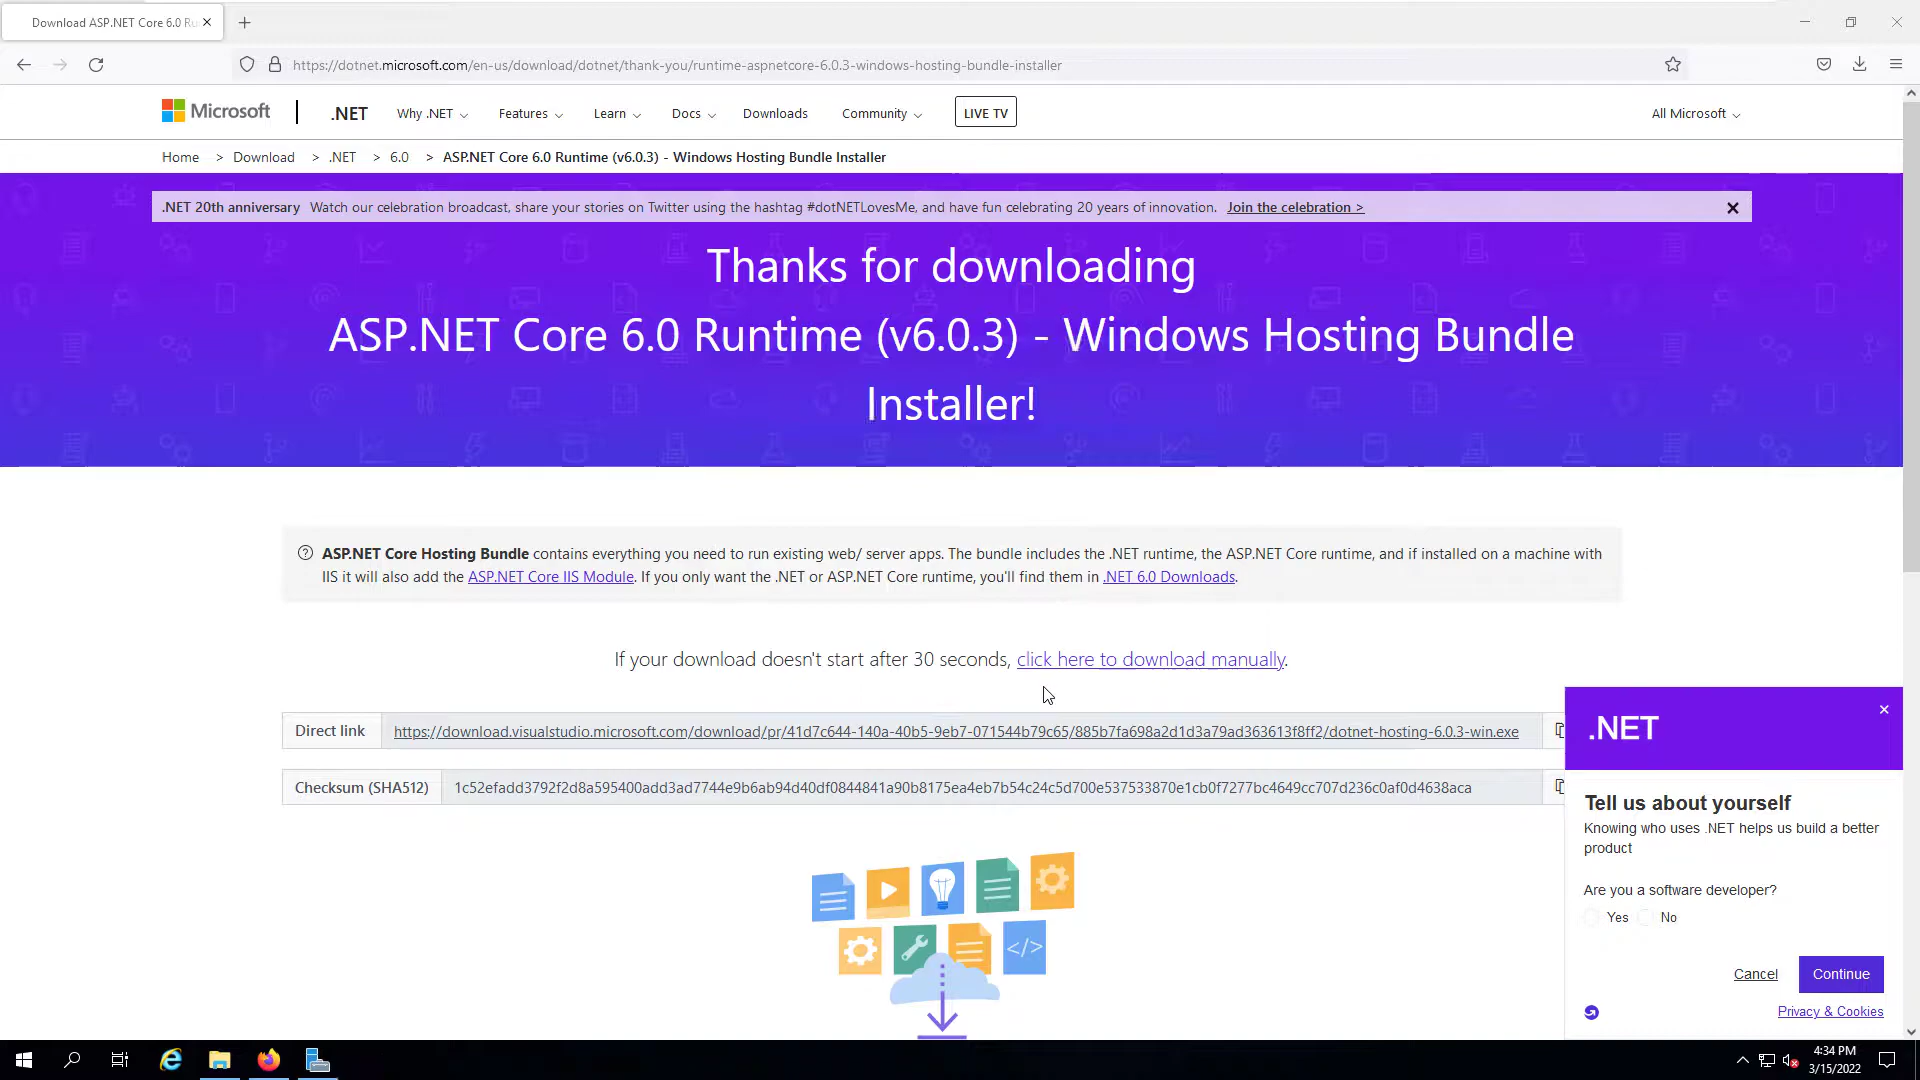 Download ASP.NET Core 6.0 Ru
https://dotnet.microsoft.com/en-us/download/dotnet/thank-you/runtime-aspnetcore-6.0.3-windows-hosting-bundle-installer
Microsoft .NET Why .NET Features Learn Docs Downloads Community LIVE TV All Microsoft
Home > Download > .NET > 6.0 > ASP.NET Core 6.0 Runtime (v6.0.3) - Windows Hosting Bundle Installer
.NET 20th anniversary Watch our celebration broadcast, share your stories on Twitter using the hashtag #dotNETLovesMe, and have fun celebrating 20 years of innovation. Join the celebration >
Thanks for downloading
ASP.NET Core 6.0 Runtime (v6.0.3) - Windows Hosting Bundle
Installer!
ASP.NET Core Hosting Bundle contains everything you need to run existing web/ server apps. The bundle includes the .NET runtime, the ASP.NET Core runtime, and if installed on a machine with
IIS it will also add the ASP.NET Core IIS Module. If you only want the .NET or ASP.NET Core runtime, you'll find them in .NET 6.0 Downloads.
If your download doesn't start after 30 seconds, click here to download manually.
Direct link https://download.visualstudio.microsoft.com/download/pr/41d7c644-140a-40b5-9eb7-071544b79c65/885b7fa698a2d1d3a79ad363613f8ff2/dotnet-hosting-6.0.3-win.exe
Checksum (SHA512) 1c52efadd3792f2d8a595400add3ad7744e9b6ab94d40df0844841a90b8175ea4eb7b54c24c5d700e537533870e1cb0f7277bc4649cc707d236c0af0d4638aca
.NET
Tell us about yourself
Knowing who uses .NET helps us build a better
product
Are you a software developer?
Yes No
Cancel Continue
Privacy & Cookies
4:34 PM
3/15/2022